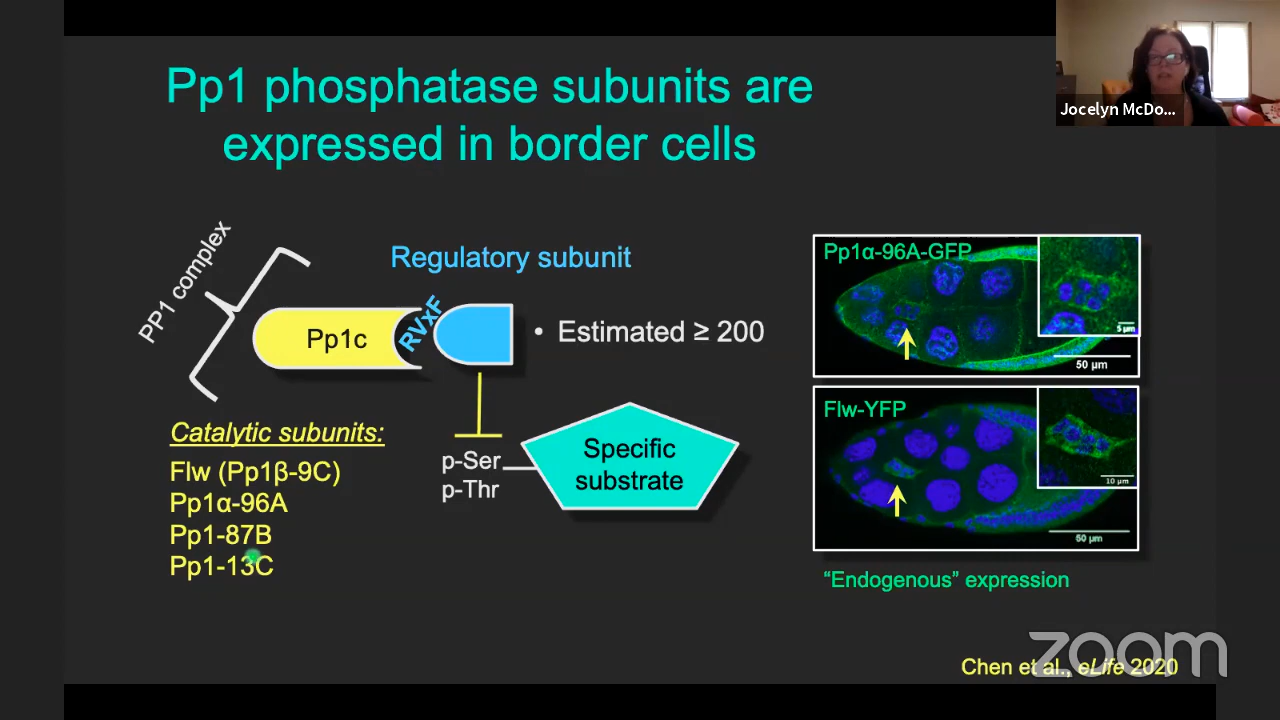 Pp1 phosphatase subunits are
expressed in border cells
Jocelyn McDo...
PP1 complex
Regulatory subunit
Pp1c
RVxF
• Estimated ≥ 200
Catalytic subunits:
Flw (Pp1β-9C)
Pp1α-96A
Pp1-87B
Pp1-13C
p-Ser
p-Thr
Specific
substrate
Pp1α-96A-GFP
5 µm
50 µm
Flw-YFP
10 µm
50 µm
“Endogenous” expression
Chen et al., eLife 2020
zoom